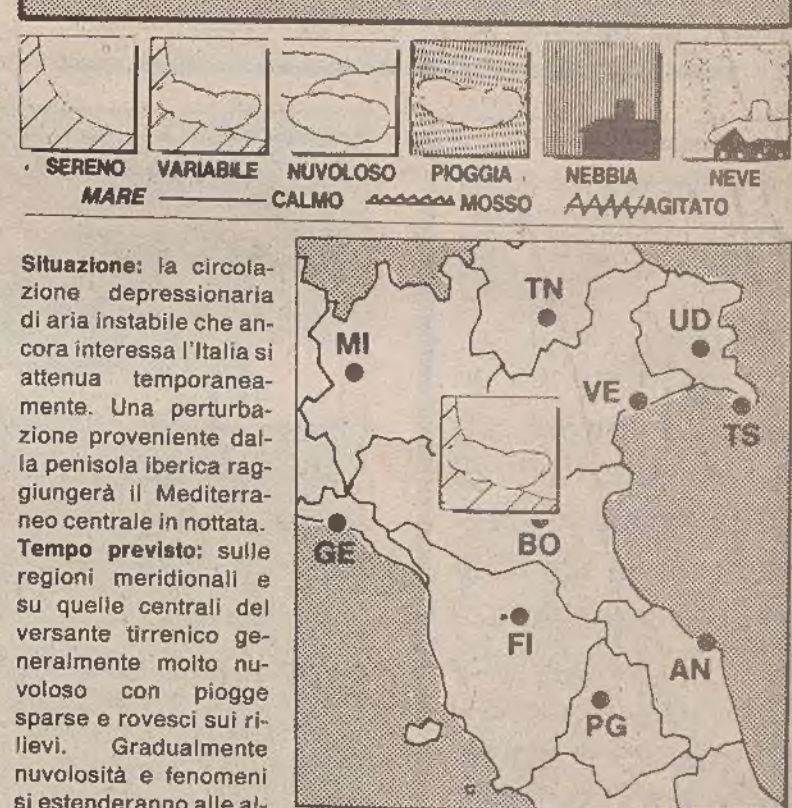 SERENO VARIABILE NUVOLOSO PIOGGIA NEBBIA NEVE
MARE CALMO MOSSO AGITATO
Situazione: la circola-
zione depressionaria
di aria instabile che an-
cora interessa l'Italia si
attenua temporanea-
mente. Una perturba-
zione proveniente dal-
la penisola iberica rag-
giungerà il Mediterra-
neo centrale in nottata.
Tempo previsto: sulle
regioni meridionali e
su quelle centrali del
versante tirrenico ge-
neralmente molto nu-
voloso con piogge
sparse e rovesci sui ri-
lievi. Gradualmente
nuvolosità e fenomeni
si estenderanno alle al-
TN
UD
MI
VE
TS
GE
BO
FI
AN
PG